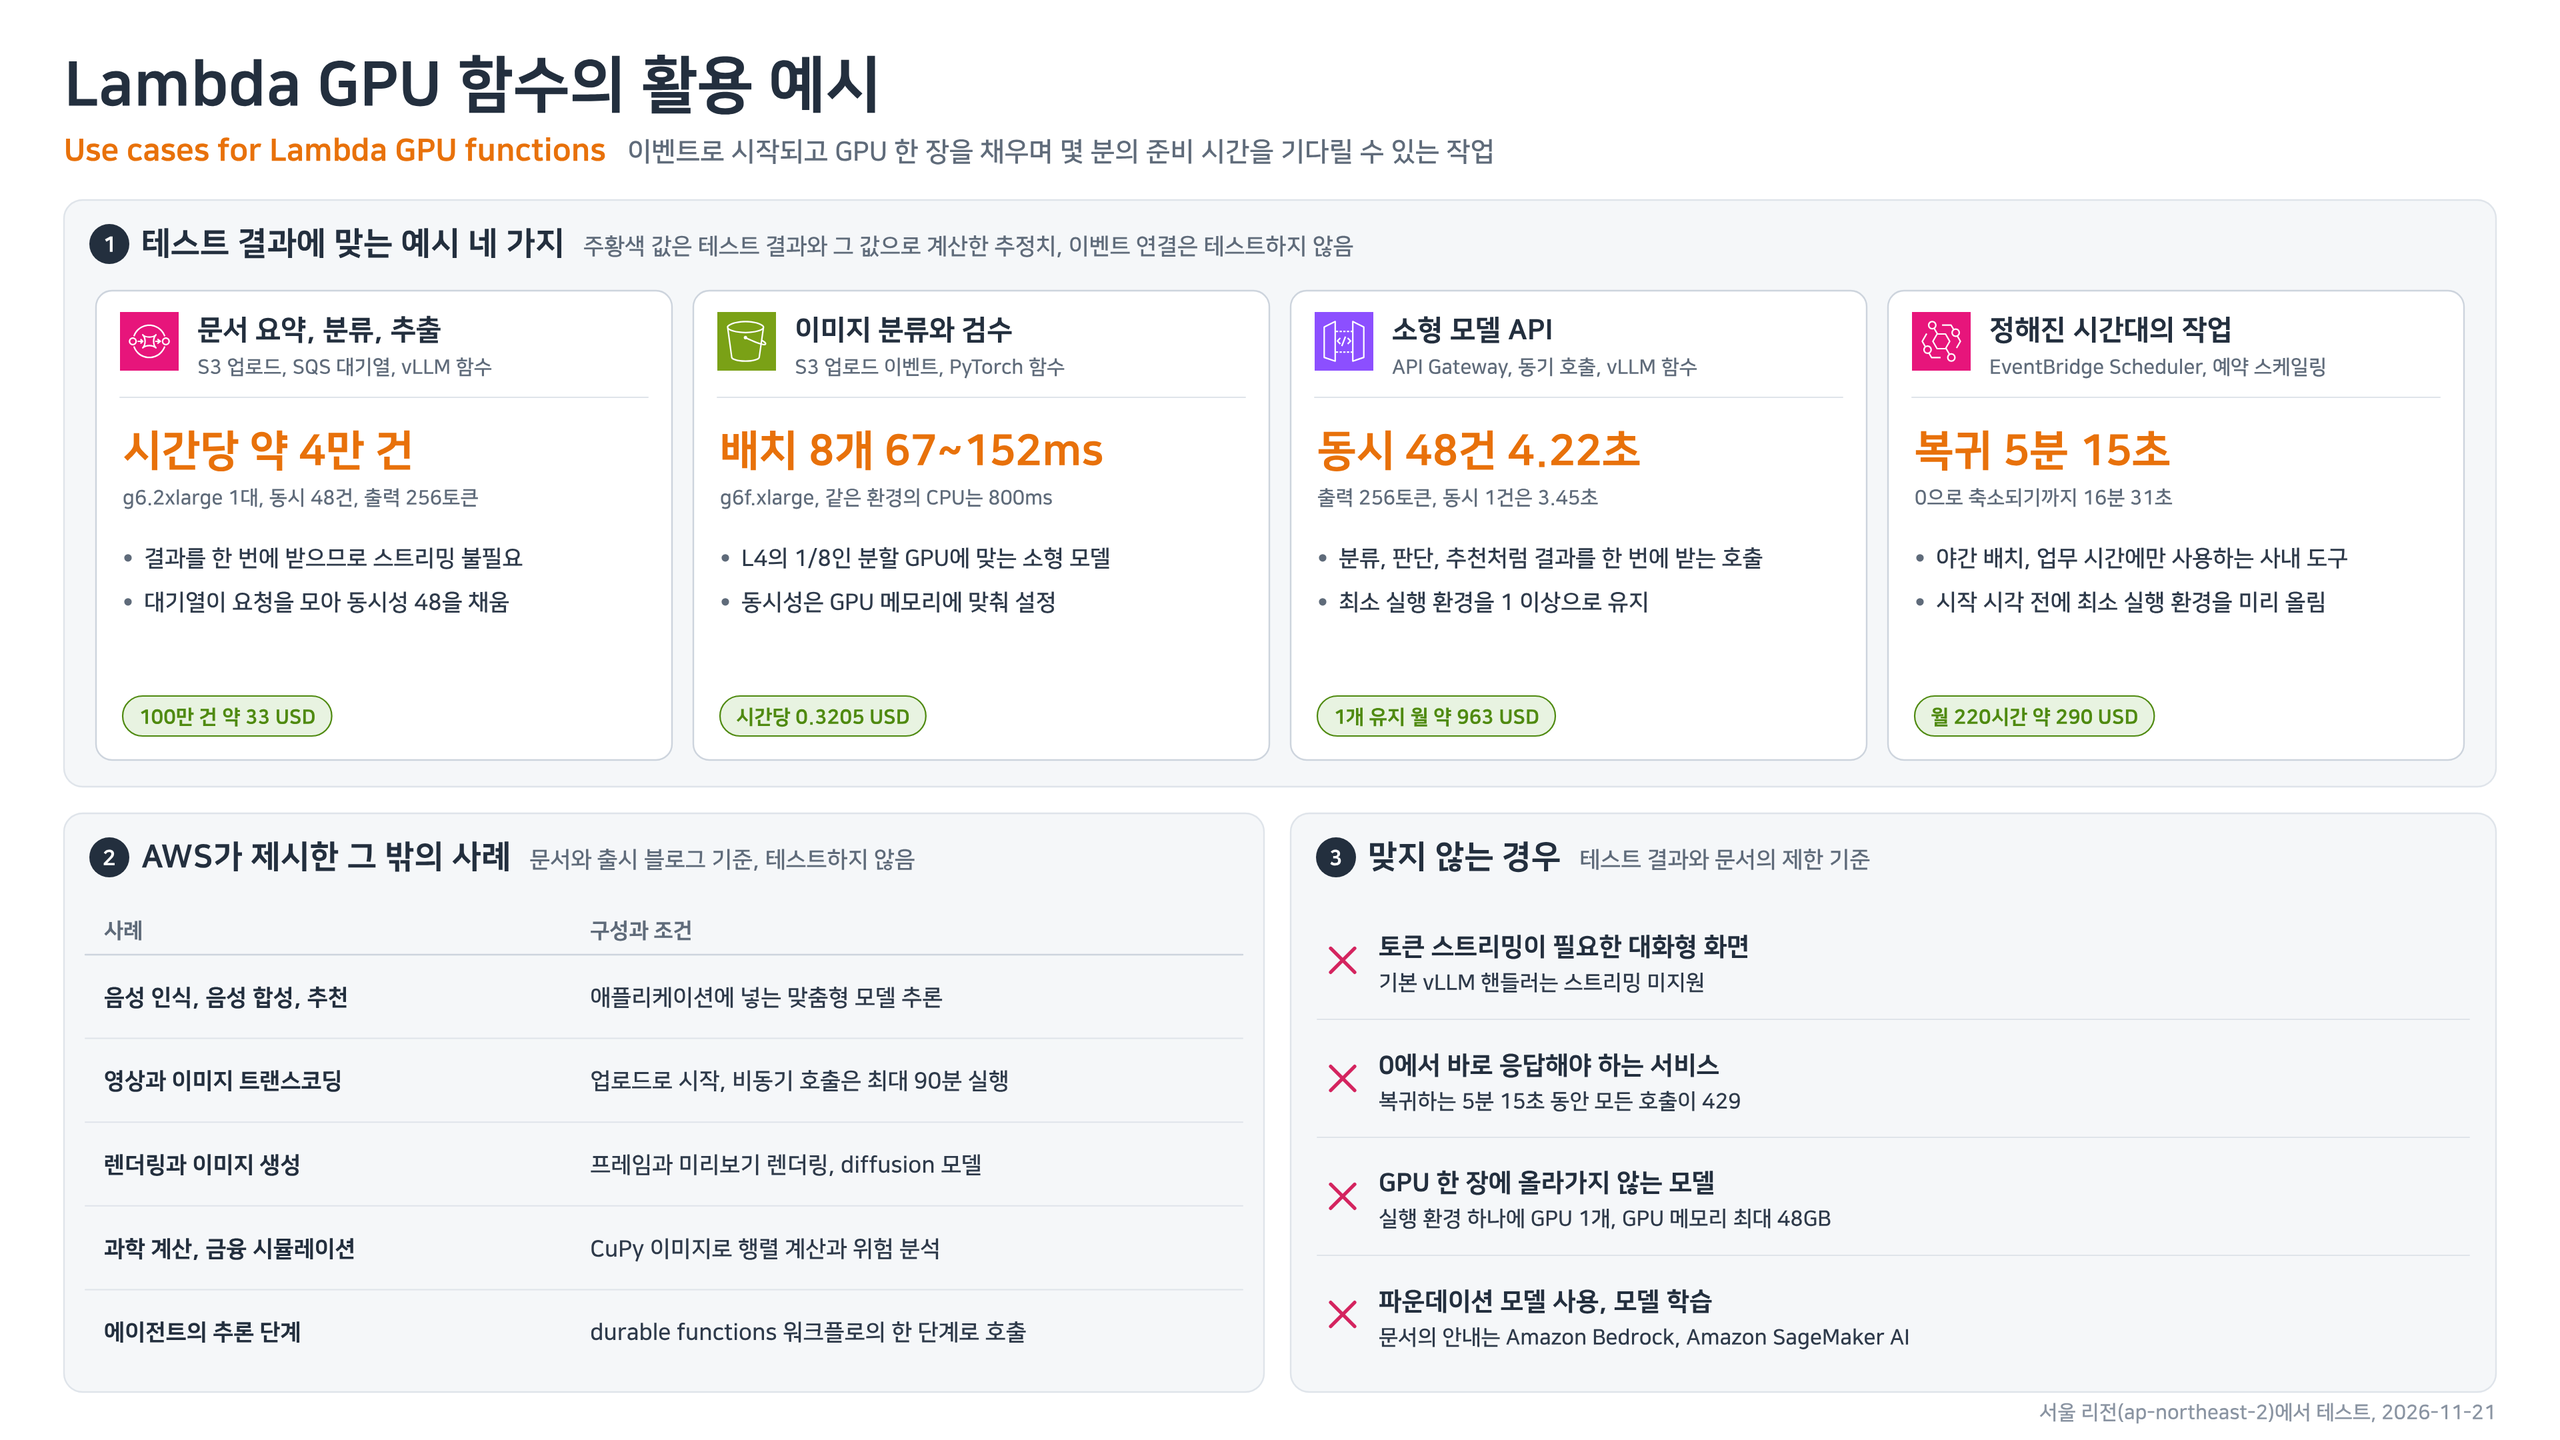 Lambda GPU 함수의 활용 예시
Use cases for Lambda GPU functions 이벤트로 시작되고 GPU 한 장을 채우며 몇 분의 준비 시간을 기다릴 수 있는 작업
1 테스트 결과에 맞는 예시 네 가지 주황색 값은 테스트 결과와 그 값으로 계산한 추정치, 이벤트 연결은 테스트하지 않음
문서 요약, 분류, 추출
S3 업로드, SQS 대기열, vLLM 함수
시간당 약 4만 건
g6.2xlarge 1대, 동시 48건, 출력 256토큰
• 결과를 한 번에 받으므로 스트리밍 불필요
• 대기열이 요청을 모아 동시성 48을 채움
100만 건 약 33 USD
이미지 분류와 검수
S3 업로드 이벤트, PyTorch 함수
배치 8개 67~152ms
g6f.xlarge, 같은 환경의 CPU는 800ms
• L4의 1/8인 분할 GPU에 맞는 소형 모델
• 동시성은 GPU 메모리에 맞춰 설정
시간당 0.3205 USD
소형 모델 API
API Gateway, 동기 호출, vLLM 함수
동시 48건 4.22초
출력 256토큰, 동시 1건은 3.45초
• 분류, 판단, 추천처럼 결과를 한 번에 받는 호출
• 최소 실행 환경을 1 이상으로 유지
1개 유지 월 약 963 USD
정해진 시간대의 작업
EventBridge Scheduler, 예약 스케일링
복귀 5분 15초
0으로 축소되기까지 16분 31초
• 야간 배치, 업무 시간에만 사용하는 사내 도구
• 시작 시각 전에 최소 실행 환경을 미리 올림
월 220시간 약 290 USD
2 AWS가 제시한 그 밖의 사례 문서와 출시 블로그 기준, 테스트하지 않음
사례 구성과 조건
음성 인식, 음성 합성, 추천 애플리케이션에 넣는 맞춤형 모델 추론
영상과 이미지 트랜스코딩 업로드로 시작, 비동기 호출은 최대 90분 실행
렌더링과 이미지 생성 프레임과 미리보기 렌더링, diffusion 모델
과학 계산, 금융 시뮬레이션 CuPy 이미지로 행렬 계산과 위험 분석
에이전트의 추론 단계 durable functions 워크플로의 한 단계로 호출
3 맞지 않는 경우 테스트 결과와 문서의 제한 기준
토큰 스트리밍이 필요한 대화형 화면
기본 vLLM 핸들러는 스트리밍 미지원
0에서 바로 응답해야 하는 서비스
복귀하는 5분 15초 동안 모든 호출이 429
GPU 한 장에 올라가지 않는 모델
실행 환경 하나에 GPU 1개, GPU 메모리 최대 48GB
파운데이션 모델 사용, 모델 학습
문서의 안내는 Amazon Bedrock, Amazon SageMaker AI
서울 리전(ap-northeast-2)에서 테스트, 2026-11-21